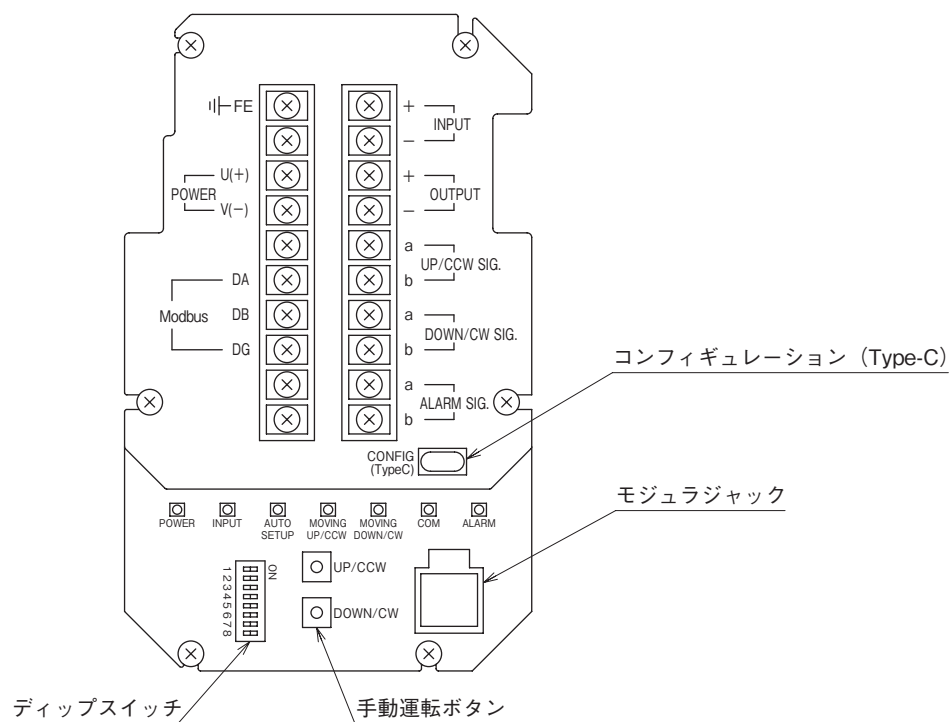 FE
+
INPUT
−
U(+)
+
POWER
OUTPUT
V(−)
−
a
UP/CCW SIG.
DA
b
Modbus
DB
a
DOWN/CW SIG.
DG
b
コンフィギュレーション（Type-C）
a
ALARM SIG.
b
CONFIG
(TypeC)
モジュラジャック
POWER
INPUT
AUTO
SETUP
MOVING
UP/CCW
MOVING
DOWN/CW
COM
ALARM
ON
12345678
UP/CCW
DOWN/CW
ディップスイッチ
手動運転ボタン